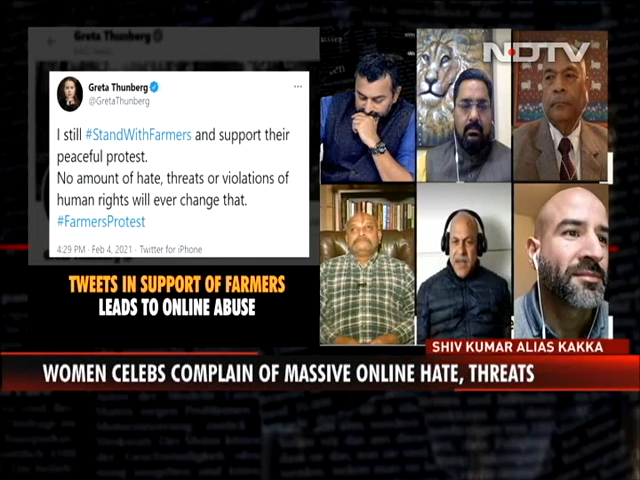 Greta Thunberg
NDTV
Greta Thunberg
@GretaThunberg
I still #StandWithFarmers and support their
peaceful protest.
No amount of hate, threats or violations of
human rights will ever change that.
#FarmersProtest
4:29 PM · Feb 4, 2021 · Twitter for iPhone
TWEETS IN SUPPORT OF FARMERS
LEADS TO ONLINE ABUSE
SHIV KUMAR ALIAS KAKKA
WOMEN CELEBS COMPLAIN OF MASSIVE ONLINE HATE, THREATS